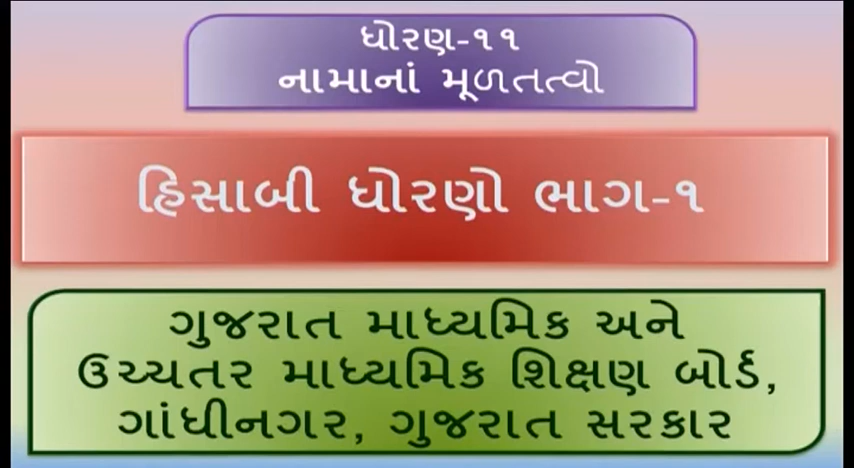 ધોરણ-૧૧
નામાનાં મૂળતત્વો
હિસાબી ધોરણો ભાગ-૧
ગુજરાત માધ્યમિક અને
ઉચ્ચતર માધ્યમિક શિક્ષણ બોર્ડ,
ગાંધીનગર, ગુજરાત સરકાર